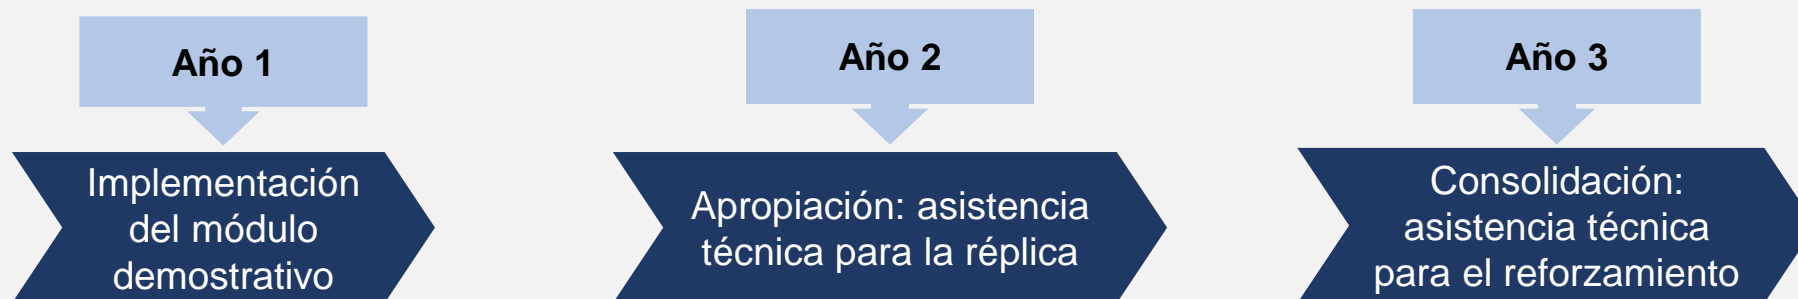 Año 1
Implementación
del módulo
demostrativo
Año 2
Apropiación: asistencia
técnica para la réplica
Año 3
Consolidación:
asistencia técnica
para el reforzamiento